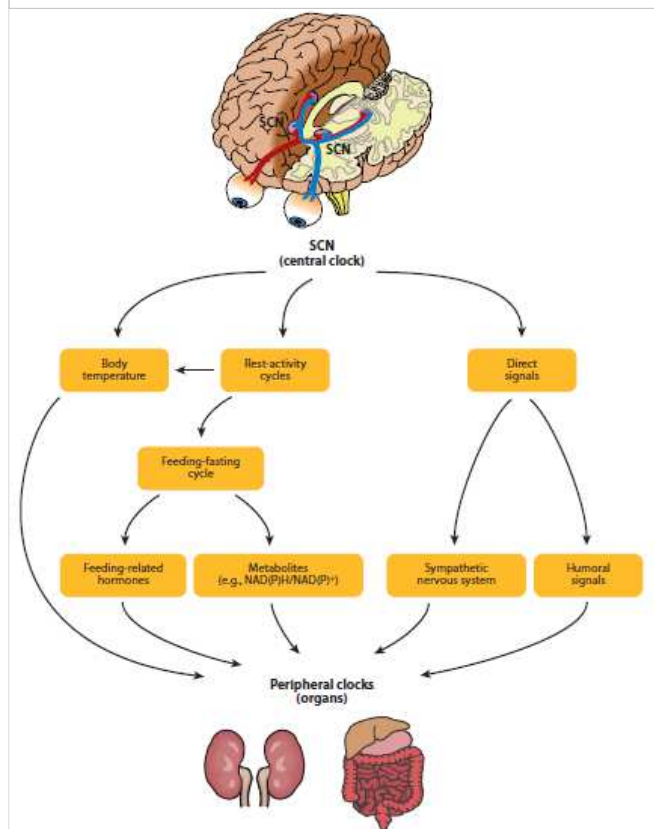 SCN
SCN
SCN
(central clock)
Body
temperature
Rest-activity
cycles
Direct
signals
Feeding-fasting
cycle
Feeding-related
hormones
Metabolites
(e.g., NAD(P)H/NAD(P)⁺)
Sympathetic
nervous system
Humoral
signals
Peripheral clocks
(organs)